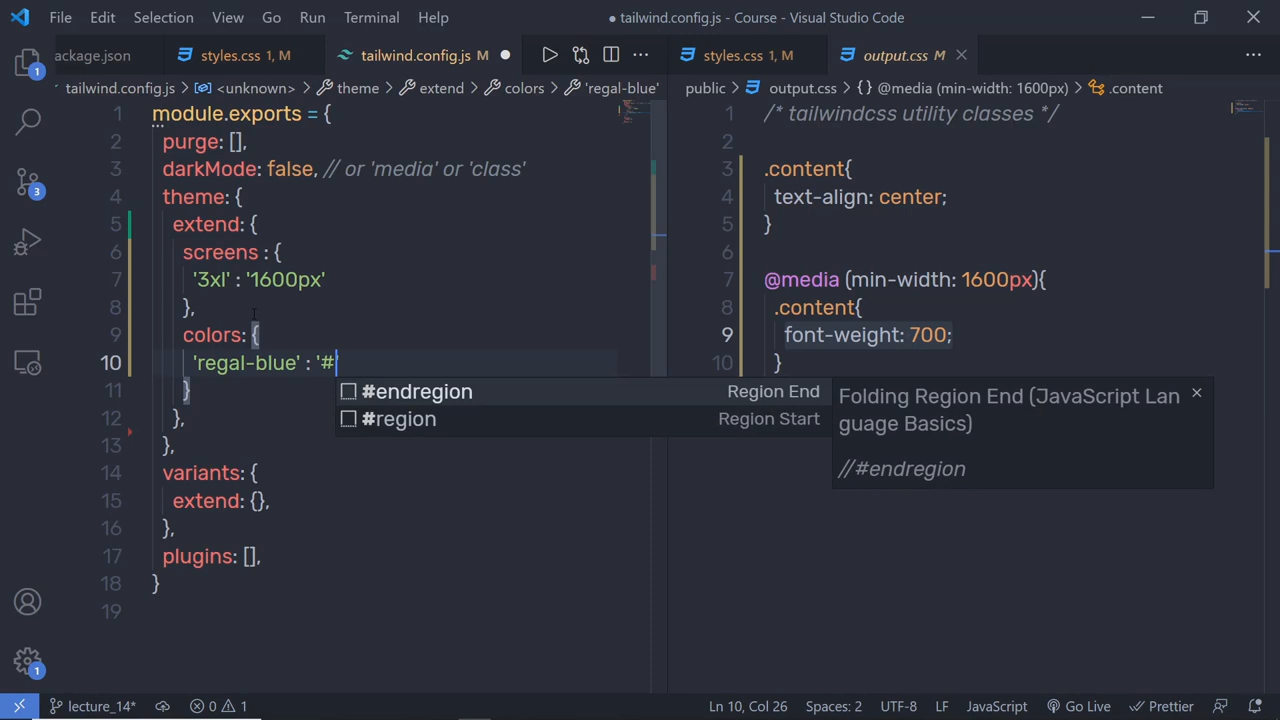 File Edit Selection View Go Run Terminal Help
● tailwind.config.js - Course - Visual Studio Code
ackage.json
styles.css 1, M
tailwind.config.js M
styles.css 1, M
output.css M
tailwind.config.js > <unknown> > theme > extend > colors > 'regal-blue'
public > output.css > {} @media (min-width: 1600px) > .content
1 module.exports = {
2 purge: [],
3 darkMode: false, // or 'media' or 'class'
4 theme: {
5 extend: {
6 screens : {
7 '3xl' : '1600px'
8 },
9 colors: {
10 'regal-blue' : '#'
11 }
12 },
13 },
14 variants: {
15 extend: {},
16 },
17 plugins: [],
18 }
19
#endregion Region End
#region Region Start
1 /* tailwindcss utility classes */
2
3 .content{
4 text-align: center;
5 }
6
7 @media (min-width: 1600px){
8 .content{
9 font-weight: 700;
10 }
Folding Region End (JavaScript Lan
guage Basics)
//#endregion
1
3
1
lecture_14*
0 1
Ln 10, Col 26
Spaces: 2
UTF-8
LF
JavaScript
Go Live
Prettier